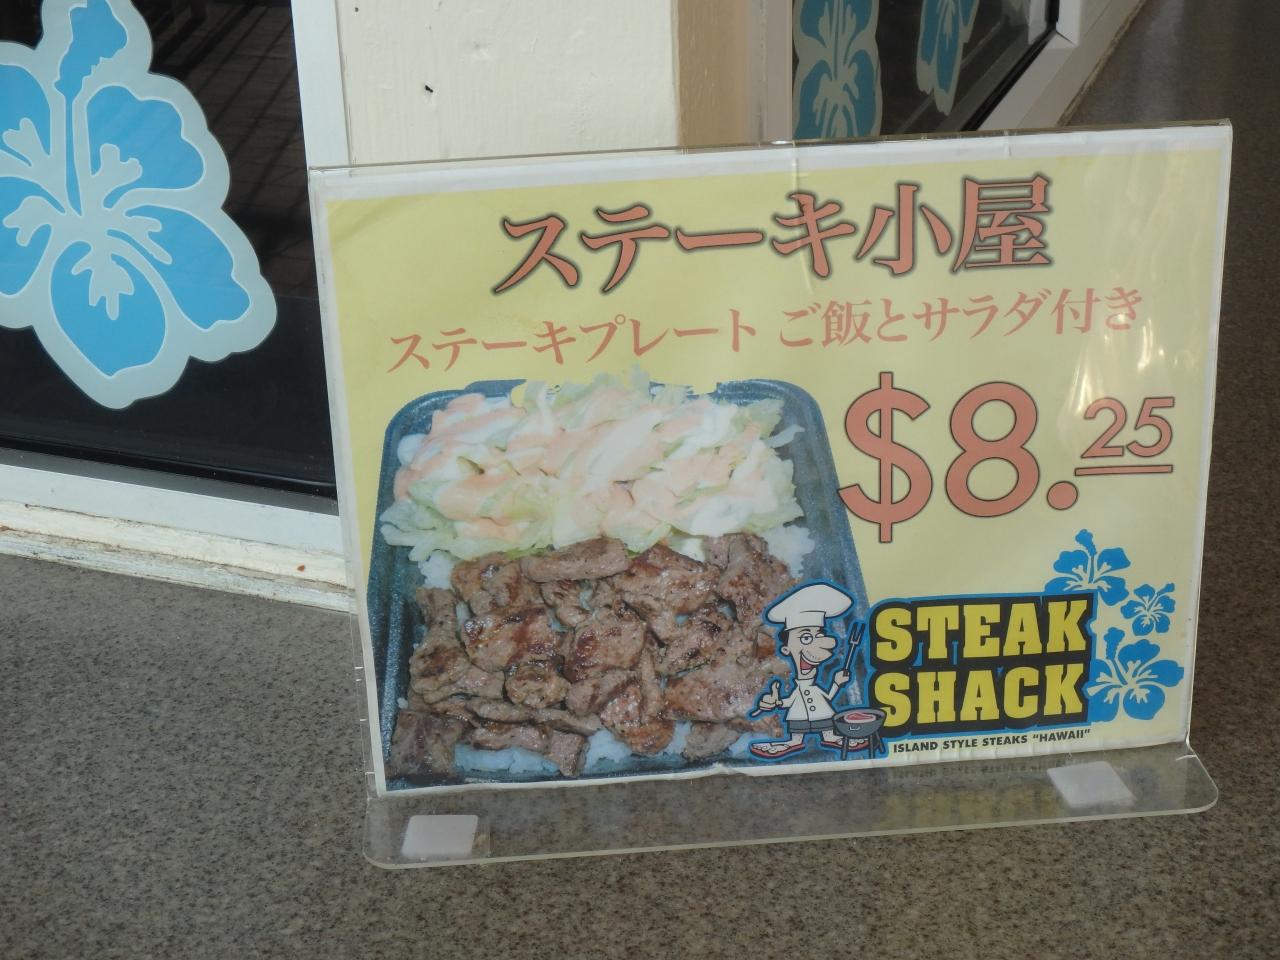 ステーキ小屋
ステーキプレート ご飯とサラダ付き
$8.25
STEAK
SHACK
ISLAND STYLE STEAKS "HAWAII"